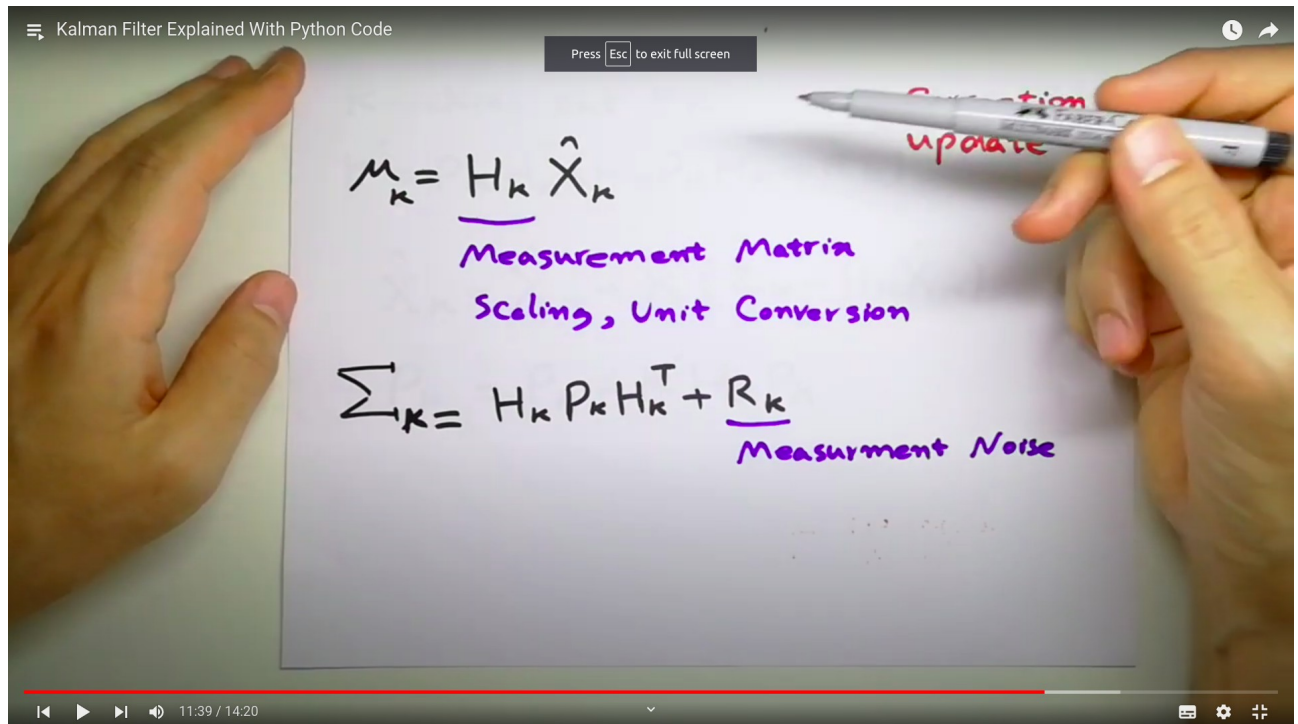 Kalman Filter Explained With Python Code
Press Esc to exit full screen
update
μₖ = Hₖ X̂ₖ
Measurement Matrix
Scaling, Unit Conversion
Σₖ = Hₖ Pₖ Hₖᵀ + Rₖ
Measurment Noise
11:39 / 14:20